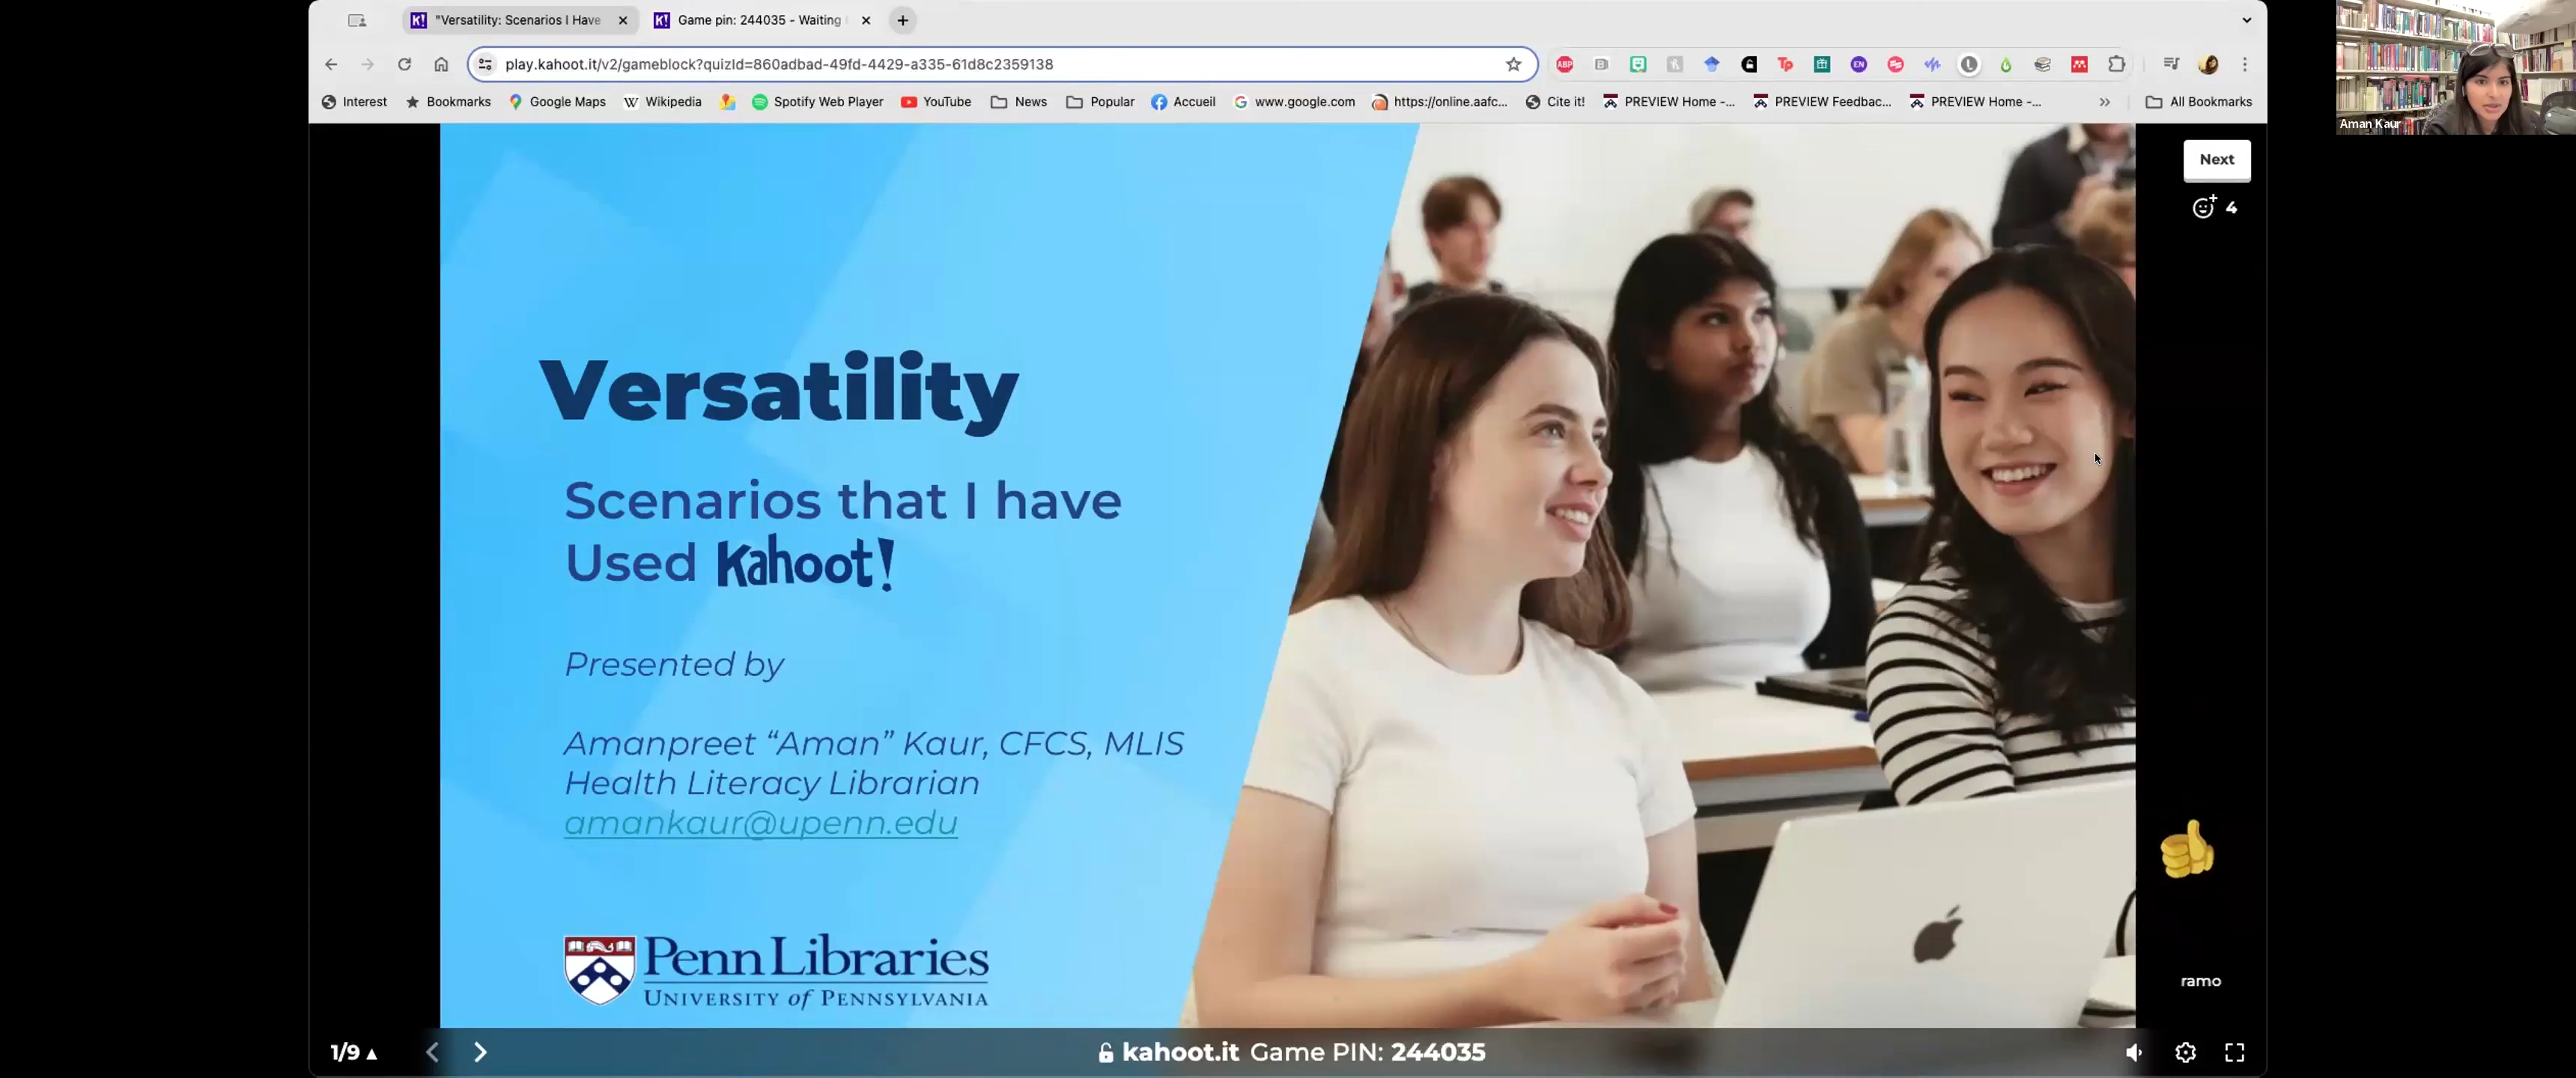 "Versatility: Scenarios I Have
Game pin: 244035 - Waiting
play.kahoot.it/v2/gameblock?quizId=860adbad-49fd-4429-a335-61d8c2359138
ABP
Tp
EN
Interest
Bookmarks
Google Maps
W Wikipedia
Spotify Web Player
YouTube
News
Popular
Accueil
www.google.com
https://online.aafc...
Cite it!
PREVIEW Home -...
PREVIEW Feedbac...
PREVIEW Home -...
All Bookmarks
Aman Kaur
Next
4
Versatility
Scenarios that I have
Used Kahoot!
Presented by
Amanpreet “Aman” Kaur, CFCS, MLIS
Health Literacy Librarian
amankaur@upenn.edu
Penn Libraries
UNIVERSITY of PENNSYLVANIA
ramo
1/9
kahoot.it Game PIN: 244035